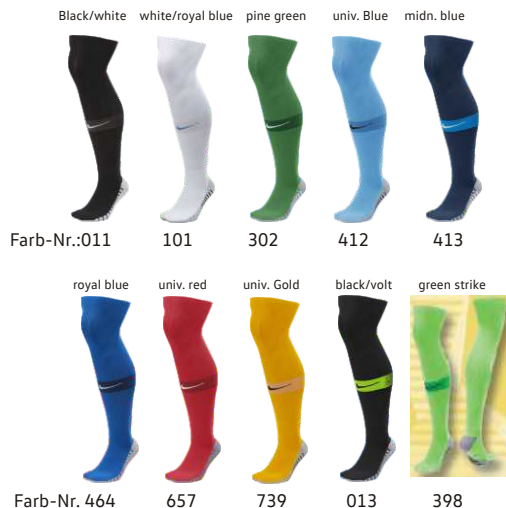 Black/white white/royal blue pine green univ. Blue midn. blue
Farb-Nr.:011 101 302 412 413
royal blue univ. red univ. Gold black/volt green strike
Farb-Nr. 464 657 739 013 398